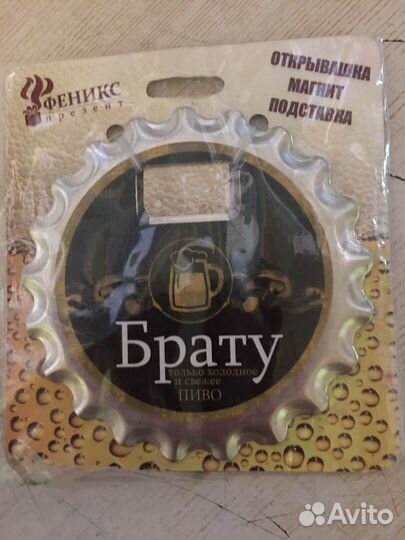 ФЕНИКС
презент
ОТКРЫВАШКА
МАГНИТ
ПОДСТАВКА
Брату
только холодное
и свежее
ПИВО
Avito